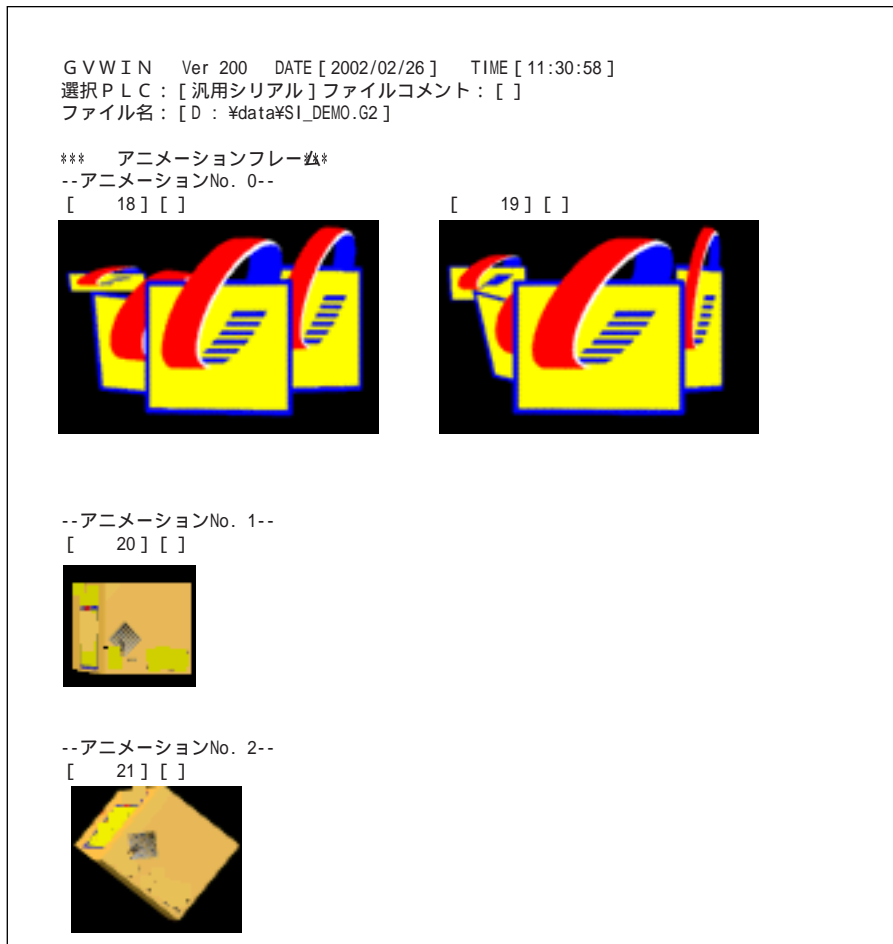 ＧＶＷＩＮ Ver 200 DATE [ 2002/02/26 ] TIME [ 11:30:58 ]
選択ＰＬＣ： [ 汎用シリアル ] ファイルコメント： [ ]
ファイル名： [ D : ¥data¥SI_DEMO.G2 ]
*** アニメーションフレーム***
--アニメーションNo. 0--
[ 18 ] [ ] [ 19 ] [ ]
--アニメーションNo. 1--
[ 20 ] [ ]
--アニメーションNo. 2--
[ 21 ] [ ]